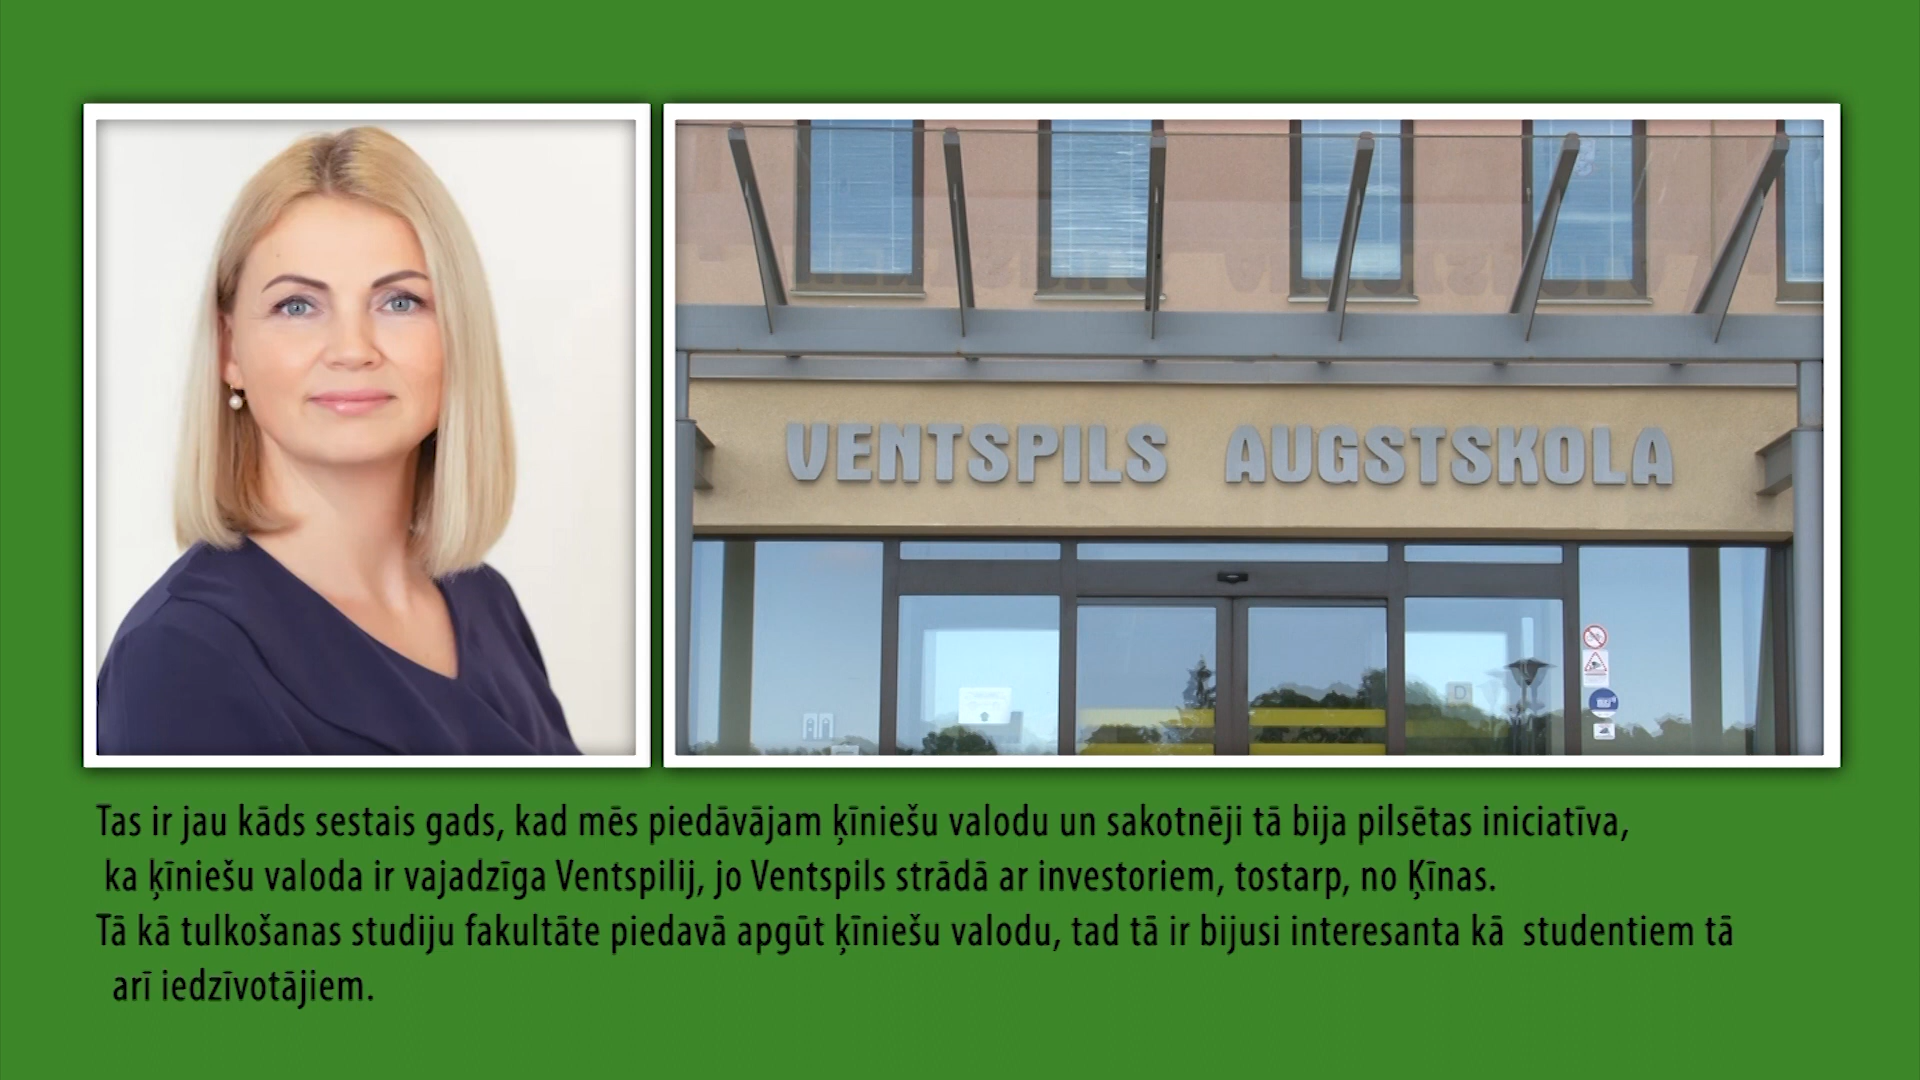 VENTSPILS AUGSTSKOLA
Tas ir jau kāds sestais gads, kad mēs piedāvājam ķīniešu valodu un sakotnēji tā bija pilsētas iniciatīva,
ka ķīniešu valoda ir vajadzīga Ventspilij, jo Ventspils strādā ar investoriem, tostarp, no Ķīnas.
Tā kā tulkošanas studiju fakultāte piedavā apgūt ķīniešu valodu, tad tā ir bijusi interesanta kā studentiem tā
arī iedzīvotājiem.